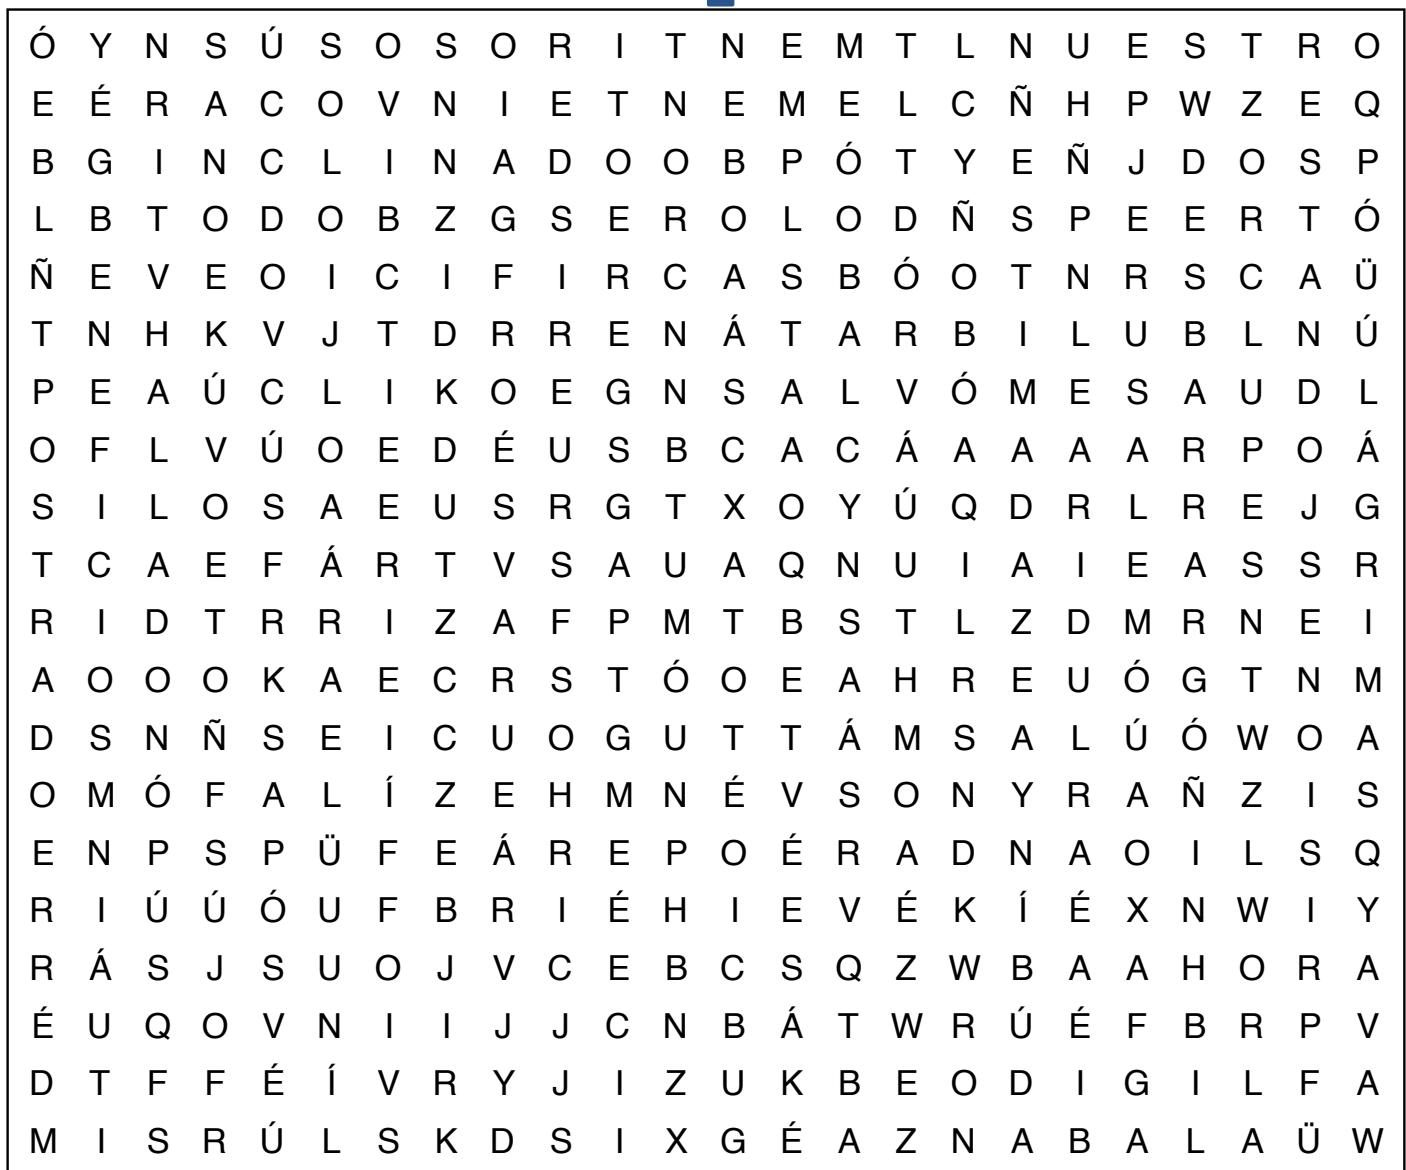 Ó Y N S Ú S O S O R I T N E M T L N U E S T R O
E É R A C O V N I E T N E M E L C Ñ H P W Z E Q
B G I N C L I N A D O O B P Ó T Y E Ñ J D O S P
L B T O D O B Z G S E R O L O D Ñ S P E E R T Ó
Ñ E V E O I C I F I R C A S B Ó O T N R S C A Ü
T N H K V J T D R R E N Á T A R B I L U B L N Ú
P E A Ú C L I K O E G N S A L V Ó M E S A U D L
O F L V Ú O E D É U S B C A C Á A A A A R P O Á
S I L O S A E U S R G T X O Y Ú Q D R L R E J G
T C A E F Á R T V S A U A Q N U I A I E A S S R
R I D T R R I Z A F P M T B S T L Z D M R N E I
A O O O K A E C R S T Ó O E A H R E U Ó G T N M
D S N Ñ S E I C U O G U T T Á M S A L Ú Ó W O A
O M Ó F A L Í Z E H M N É V S O N Y R A Ñ Z I S
E N P S P Ü F E Á R E P O É R A D N A O I L S Q
R I Ú Ú Ó U F B R I É H I E V É K Í É X N W I Y
R Á S J S U O J V C E B C S Q Z W B A A H O R A
É U Q O V N I I J J C N B Á T W R Ú É F B R P V
D T F F É Í V R Y J I Z U K B E O D I G I L F A
M I S R Ú L S K D S I X G É A Z N A B A L A Ü W